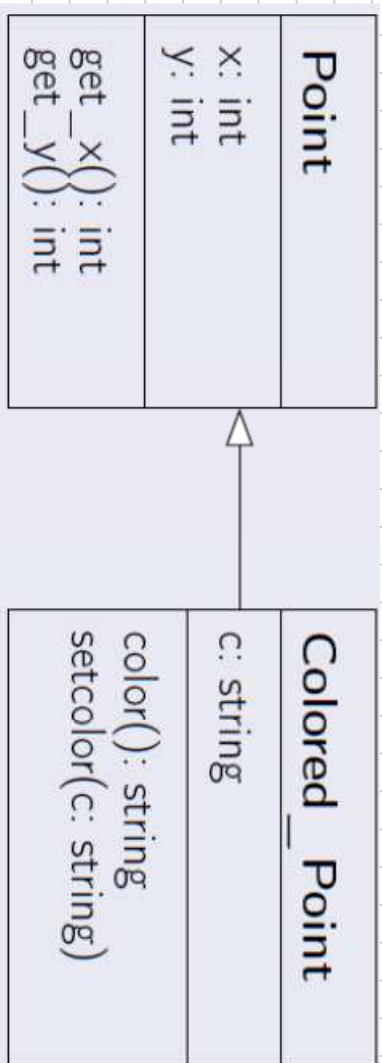 Point
x: int
y: int
get_x(): int
get_y(): int
Colored_Point
c: string
color(): string
setcolor(c: string)